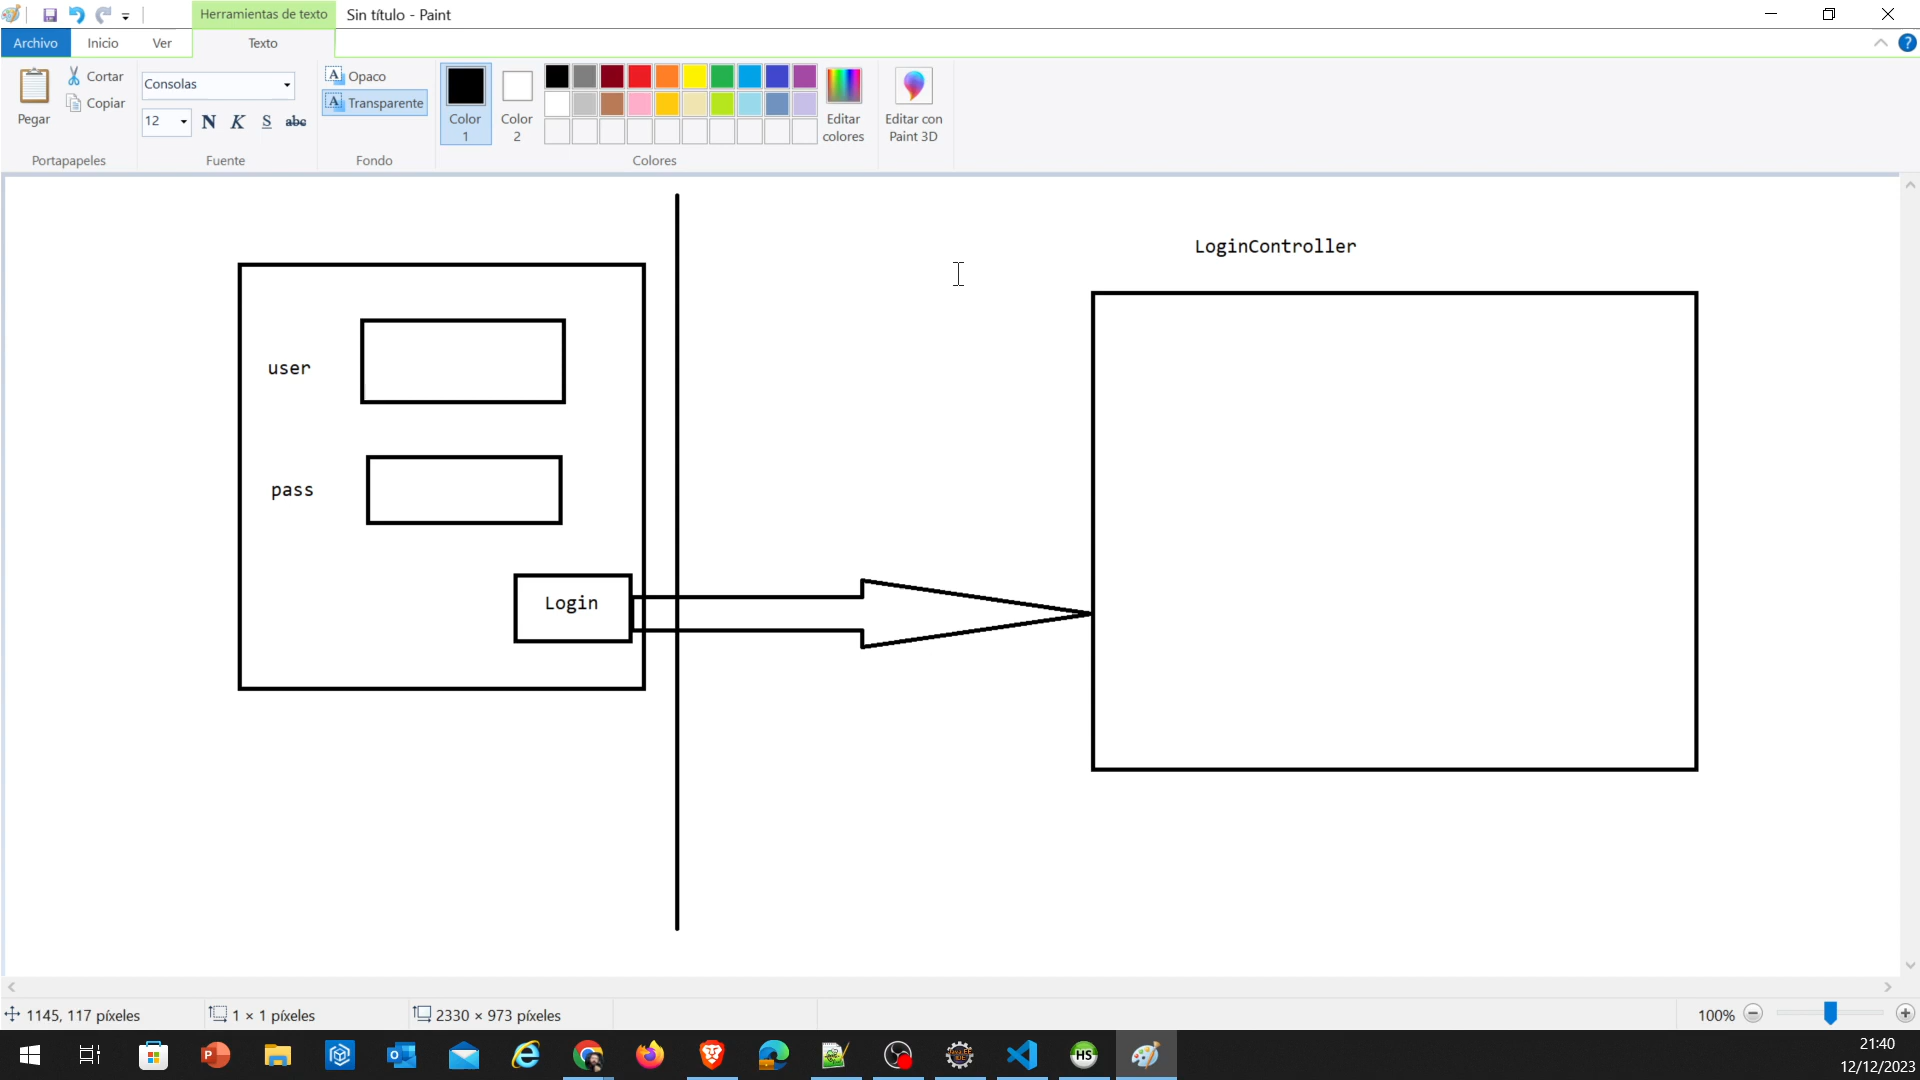 Herramientas de texto
Sin título - Paint
Archivo
Inicio
Ver
Texto
Pegar
Cortar
Copiar
Portapapeles
Consolas
12
N K S abc
Fuente
A Opaco
A Transparente
Fondo
Color
1
Color
2
Editar
colores
Colores
Editar con
Paint 3D
LoginController
user
pass
Login
1145, 117 píxeles
1 × 1 píxeles
2330 × 973 píxeles
100%
21:40
12/12/2023